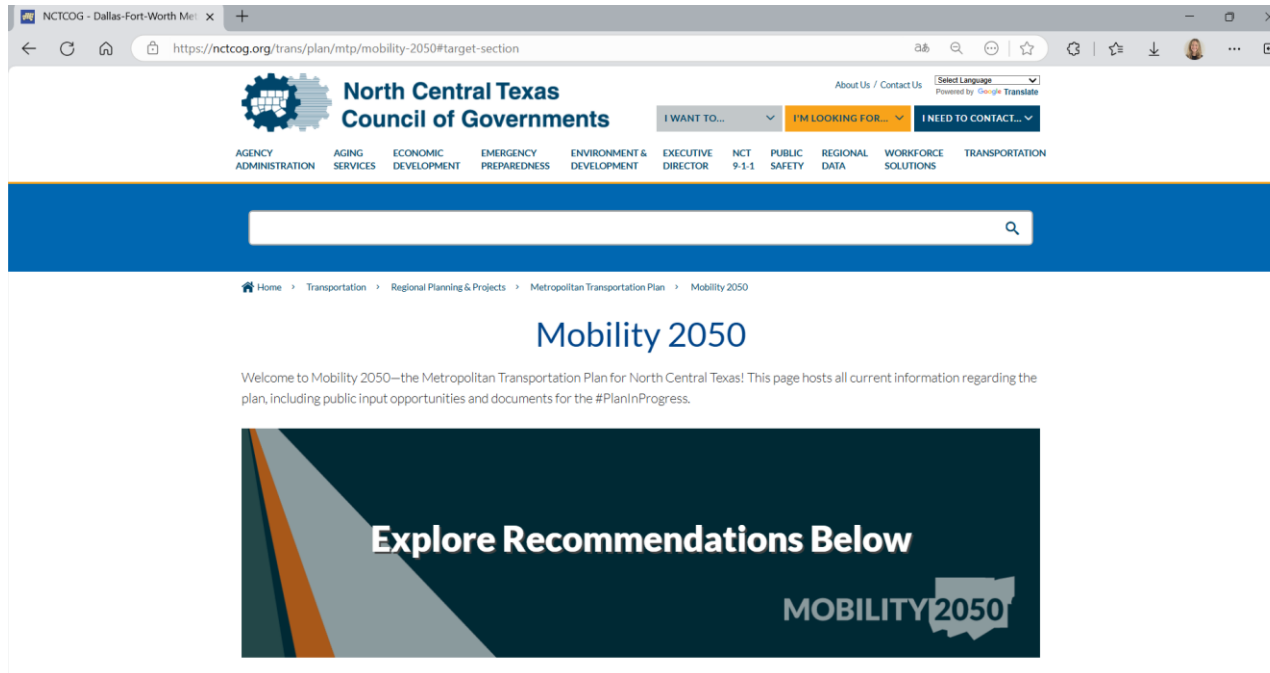 NCTCOG - Dallas-Fort-Worth Met
https://nctcog.org/trans/plan/mtp/mobility-2050#target-section
North Central Texas
Council of Governments
About Us / Contact Us
Select Language
Powered by Google Translate
I WANT TO...
I'M LOOKING FOR...
I NEED TO CONTACT...
AGENCY ADMINISTRATION
AGING SERVICES
ECONOMIC DEVELOPMENT
EMERGENCY PREPAREDNESS
ENVIRONMENT & DEVELOPMENT
EXECUTIVE DIRECTOR
NCT 9-1-1
PUBLIC SAFETY
REGIONAL DATA
WORKFORCE SOLUTIONS
TRANSPORTATION
Home > Transportation > Regional Planning & Projects > Metropolitan Transportation Plan > Mobility 2050
Mobility 2050
Welcome to Mobility 2050—the Metropolitan Transportation Plan for North Central Texas! This page hosts all current information regarding the
plan, including public input opportunities and documents for the #PlanInProgress.
Explore Recommendations Below
MOBILITY 2050